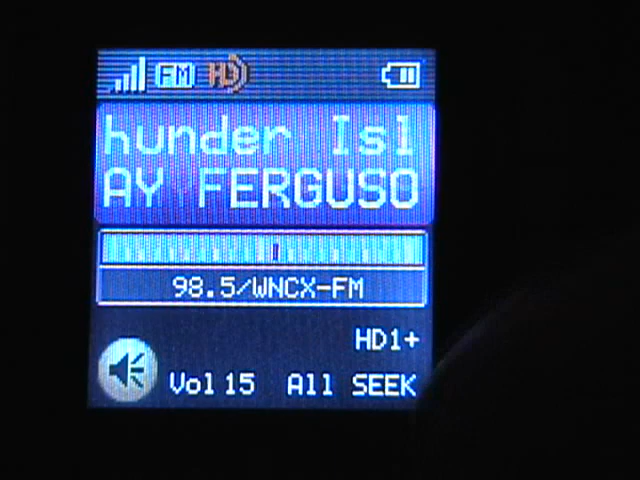 FM HD
hunder Isl
AY FERGUSO
98.5/WNCX-FM
HD1+
Vol 15 All SEEK